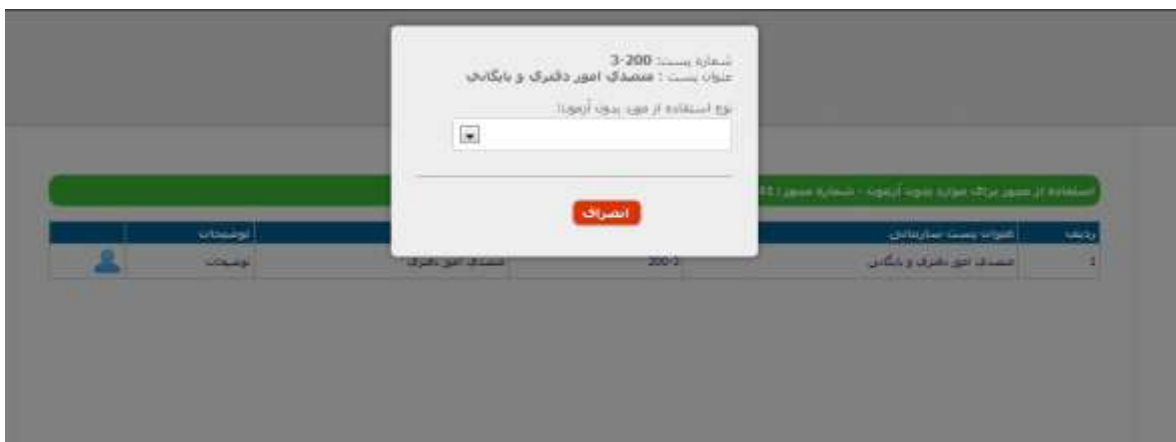 شماره پست: 200-3
عنوان پست : متصدی امور دفتری و بایگانی
نوع استفاده از مورد بدون آزمون:
انصراف
استفاده از مجوز برای موارد بدون آزمون - شماره مجوز :
ردیف عنوان پست سازمانی توضیحات
1 متصدی امور دفتری و بایگانی 200-3 متصدی امور دفتری توضیحات